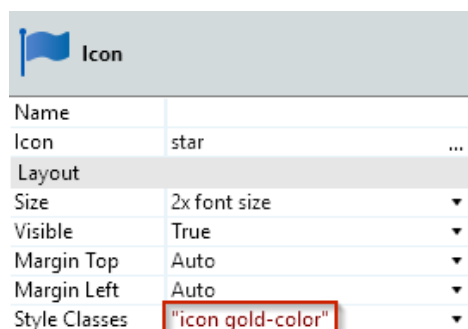 Icon
Name
Icon star ...
Layout
Size 2x font size
Visible True
Margin Top Auto
Margin Left Auto
Style Classes "icon gold-color"